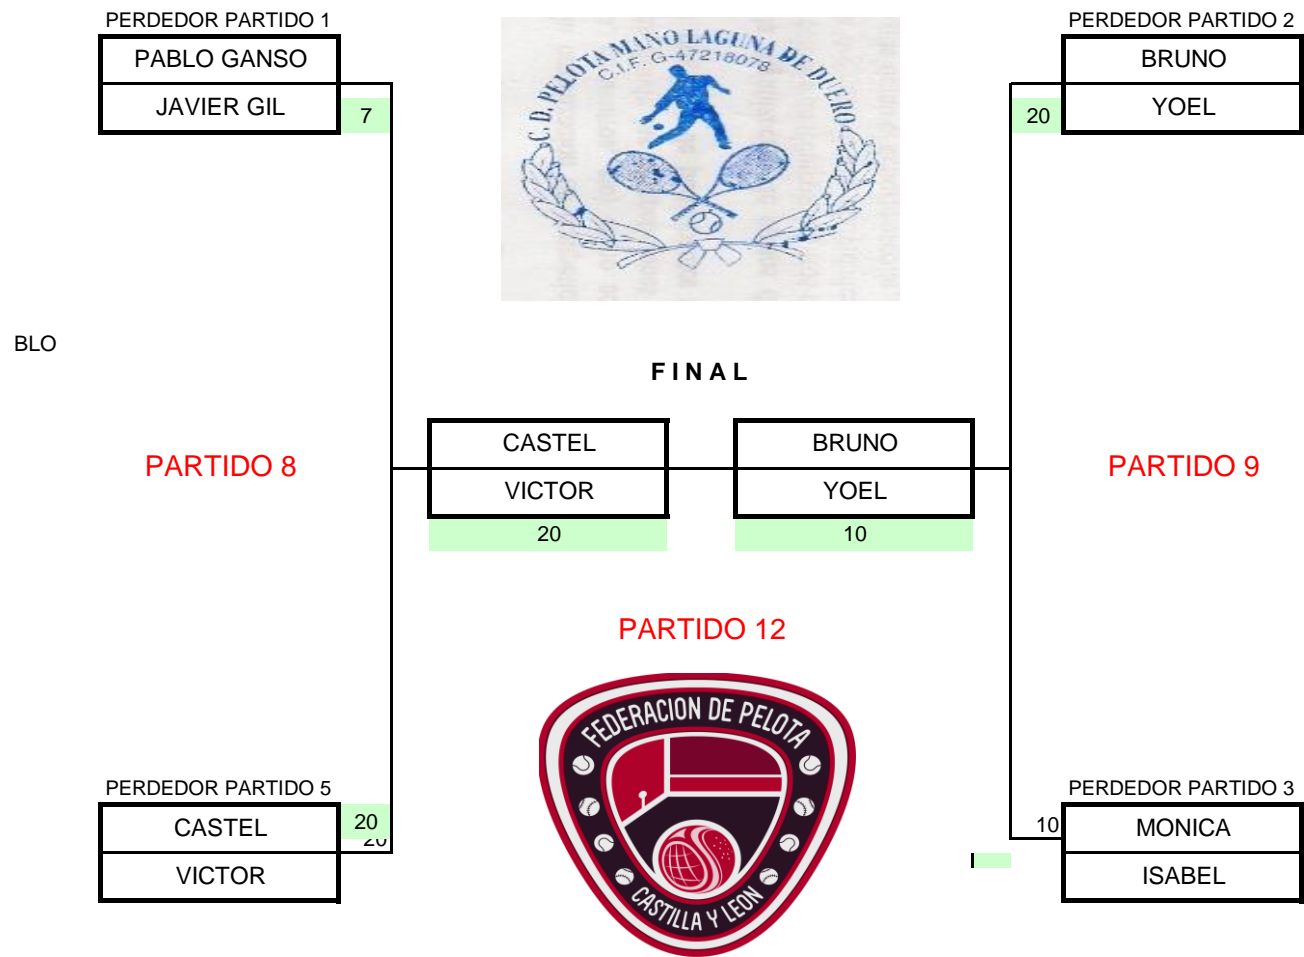 PERDEDOR PARTIDO 1
PERDEDOR PARTIDO 2
PABLO GANSO
JAVIER GIL
7
C. D. PELOTA MANO LAGUNA DE DUERO
C.I.F. G-47218078
BRUNO
20
YOEL
BLO
FINAL
CASTEL
BRUNO
PARTIDO 8
PARTIDO 9
VICTOR
YOEL
20
10
PARTIDO 12
FEDERACION DE PELOTA
CASTILLA Y LEON
PERDEDOR PARTIDO 5
PERDEDOR PARTIDO 3
CASTEL
20
20
VICTOR
10
MONICA
ISABEL